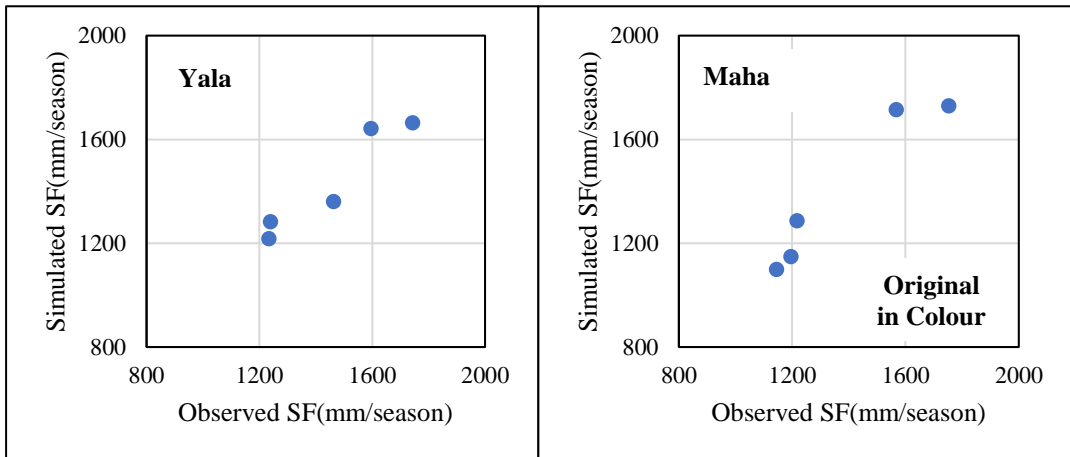 2000
1600
1200
800
Simulated SF(mm/season)
Yala
800 1200 1600 2000
Observed SF(mm/season)
2000
1600
1200
800
Simulated SF(mm/season)
Maha
Original
in Colour
800 1200 1600 2000
Observed SF(mm/season)